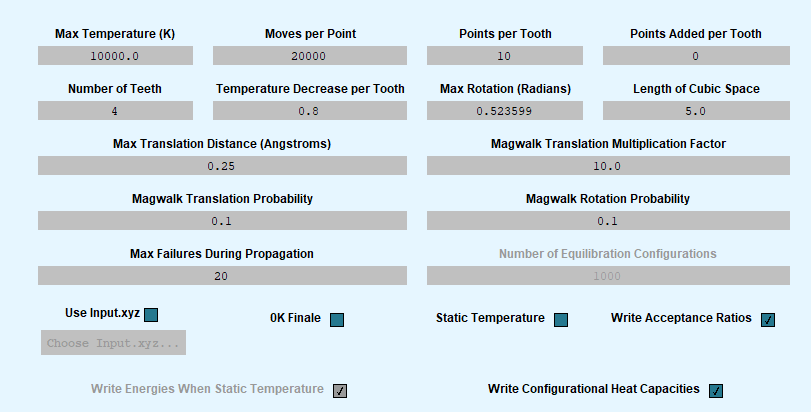 Max Temperature (K) Moves per Point Points per Tooth Points Added per Tooth
10000.0 20000 10 0
Number of Teeth Temperature Decrease per Tooth Max Rotation (Radians) Length of Cubic Space
4 0.8 0.523599 5.0
Max Translation Distance (Angstroms) Magwalk Translation Multiplication Factor
0.25 10.0
Magwalk Translation Probability Magwalk Rotation Probability
0.1 0.1
Max Failures During Propagation Number of Equilibration Configurations
20 1000
Use Input.xyz 0K Finale Static Temperature Write Acceptance Ratios
Choose Input.xyz...
Write Energies When Static Temperature Write Configurational Heat Capacities